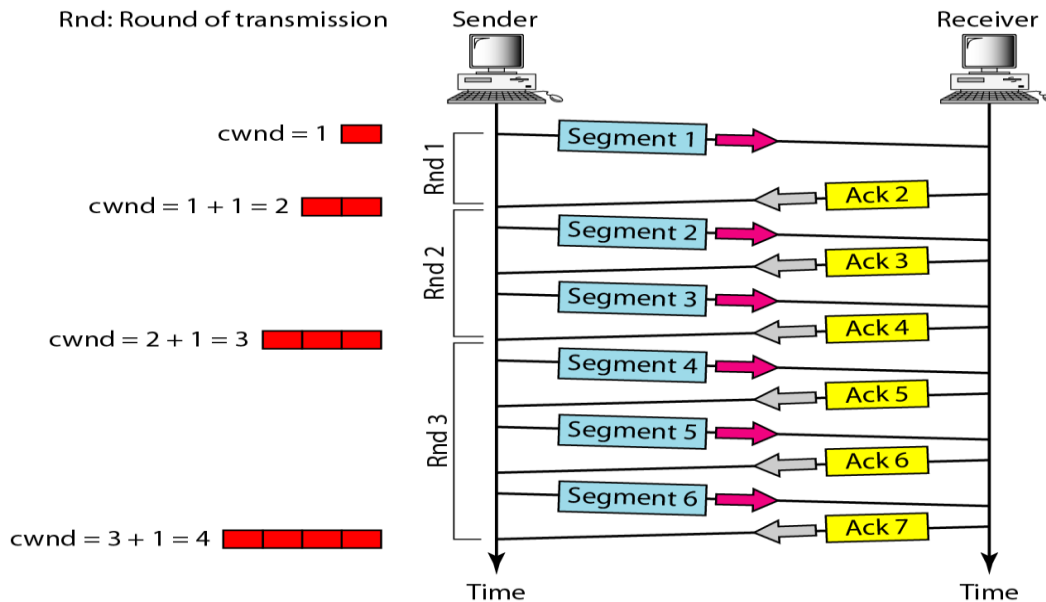 Rnd: Round of transmission
Sender
Receiver
cwnd = 1
Rnd 1
Segment 1
Ack 2
cwnd = 1 + 1 = 2
Rnd 2
Segment 2
Ack 3
Segment 3
Ack 4
cwnd = 2 + 1 = 3
Rnd 3
Segment 4
Ack 5
Segment 5
Ack 6
Segment 6
Ack 7
cwnd = 3 + 1 = 4
Time
Time